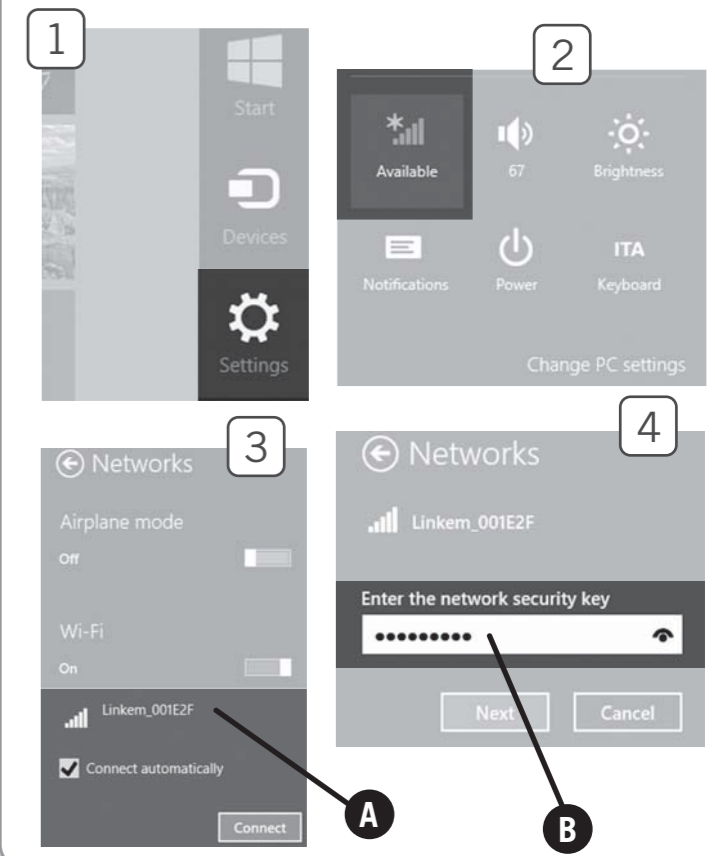 1
Start
Devices
Settings
2
Available
67
Brightness
Notifications
Power
ITA
Keyboard
Change PC settings
3
Networks
Airplane mode
Off
Wi-Fi
On
Linkem_001E2F
Connect automatically
Connect
A
4
Networks
Linkem_001E2F
Enter the network security key
•••••••••
Next
Cancel
B